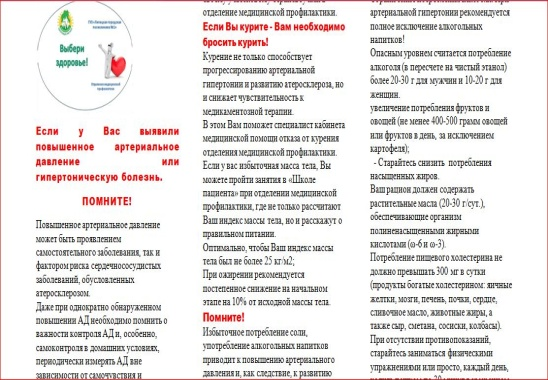 Выбери
здоровье!
Если у Вас выявили
повышенное артериальное
давление или
гипертоническую болезнь.
ПОМНИТЕ!
Повышенное артериальное давление
может быть проявлением
самостоятельного заболевания, так и
фактором риска сердечнососудистых
заболеваний, обусловленных
атеросклерозом.
Даже при однократно обнаруженном
повышении АД необходимо помнить о
важности контроля АД и, особенно,
самоконтроля в домашних условиях,
периодически измерять АД вне
зависимости от самочувствия и
отделение медицинской профилактики.
Если Вы курите - Вам необходимо
бросить курить!
Курение не только способствует
прогрессированию артериальной
гипертонии и развитию атеросклероза, но
и снижает чувствительность к
медикаментозной терапии.
В этом Вам поможет специалист кабинета
медицинской помощи отказа от курения
отделения медицинской профилактики.
Если у вас избыточная масса тела, Вы
можете пройти занятия в «Школе
пациента» при отделении медицинской
профилактики, где не только рассчитают
Ваш индекс массы тела, но и расскажут о
правильном питании.
Оптимально, чтобы Ваш индекс массы
тела был не более 25 кг/м2;
При ожирении рекомендуется
постепенное снижение на начальном
этапе на 10% от исходной массы тела.
Помните!
Избыточное потребление соли,
употребление алкогольных напитков
приводит к повышению артериального
давления и, как следствие, к развитию
артериальной гипертонии рекомендуется
полное исключение алкогольных
напитков!
Опасным уровнем считается потребление
алкоголя (в пересчете на чистый этанол)
более 20-30 г для мужчин и 10-20 г для
женщин.
увеличение потребления фруктов и
овощей (не менее 400-500 грамм овощей
или фруктов в день, за исключением
картофеля);
- Старайтесь снизить потребления
насыщенных жиров.
Ваш рацион должен содержать
растительные масла (20-30 г/сут.),
обеспечивающие организм
полиненасыщенными жирными
кислотами (ω-6 и ω-3).
Потребление пищевого холестерина не
должно превышать 300 мг в сутки
(продукты богатые холестерином: яичные
желтки, мозги, печень, почки, сердце,
сливочное масло, животные жиры, а
также сыр, сметана, сосиски, колбасы).
При отсутствии противопоказаний,
старайтесь заниматься физическими
упражнениями или просто, каждый день,